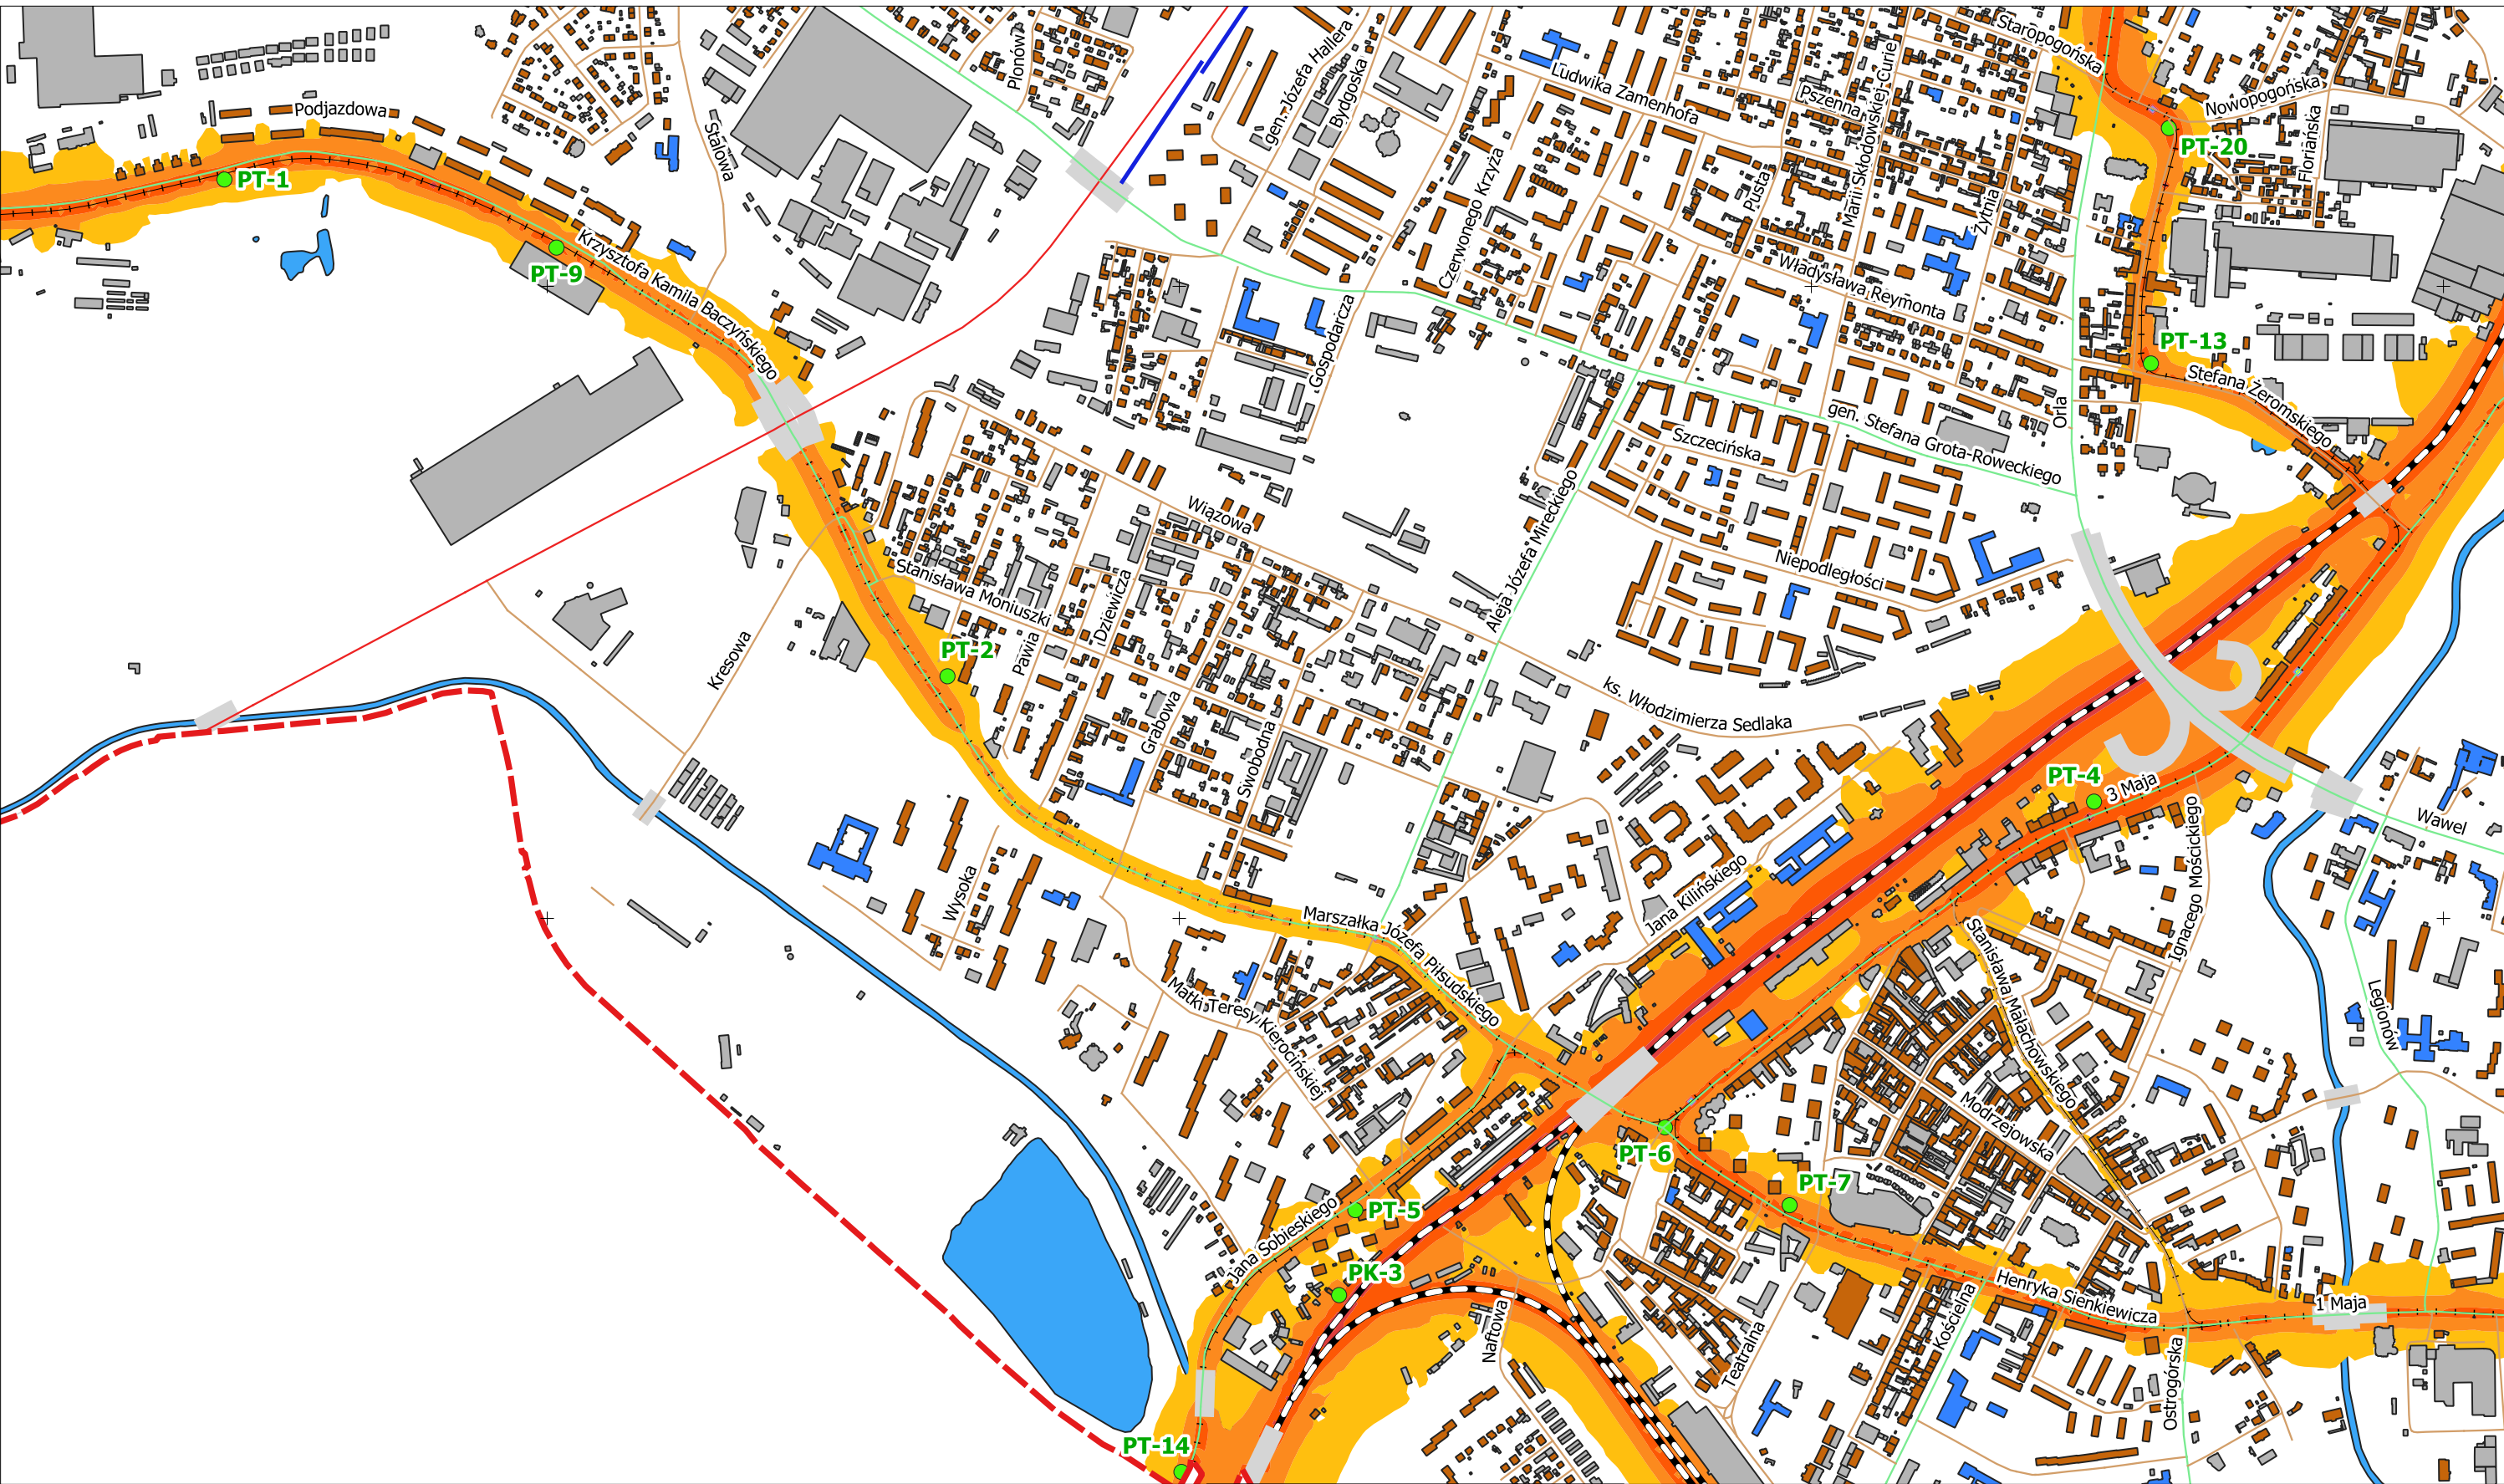 Staropogońska
Plonów
gen. Józefa Hallera
Bydgoska
Ludwika Zamenhofa
Pszenna
Marii Skłodowskiej Curie
Nowopogońska
Podjazdowa
Stalowa
PT-20
Floriańska
PT-1
Czerwonego Krzyża
Pusta
Żytnia
Krzysztofa Kamila Baczyńskiego
PT-9
Władysława Reymonta
Gospodarcza
PT-13
Stefana Żeromskiego
Orla
gen. Stefana Grota-Roweckiego
Szczecińska
Wiązowa
Aleja Józefa Mireckiego
Niepodległości
Stanisława Moniuszki
Dziewicza
Pawia
PT-2
Kresowa
ks. Włodzimierza Sedlaka
Grabowa
Swobodna
PT-4
3 Maja
Wawel
Ignacego Mościckiego
Jana Kilińskiego
Wysoka
Marszałka Józefa Piłsudskiego
Stanisława Małachowskiego
Matki Teresy Kierocińskiej
Legionów
Modrzejowska
PT-6
PT-7
PT-5
Jana Sobieskiego
PK-3
Henryka Sienkiewicza
1 Maja
Naftowa
Kościelna
Teatralna
Ostrogórska
PT-14